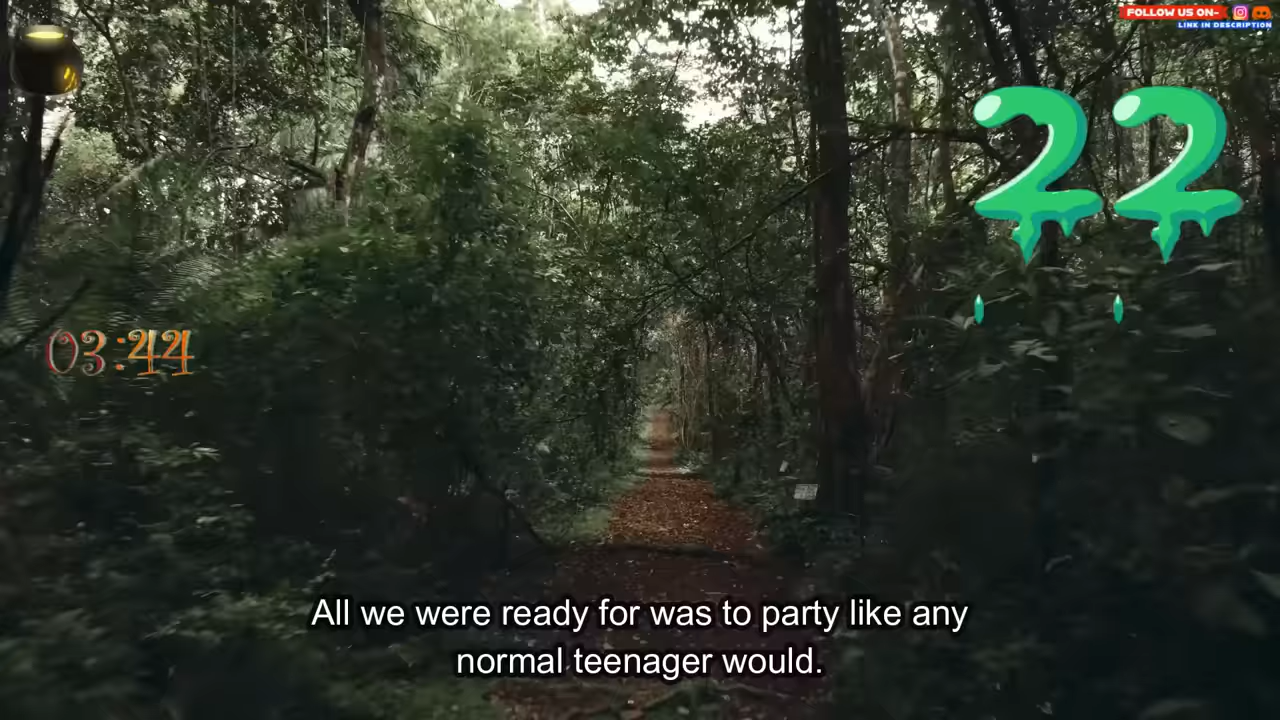 FOLLOW US ON-
LINK IN DESCRIPTION
22
03:44
All we were ready for was to party like any
normal teenager would.